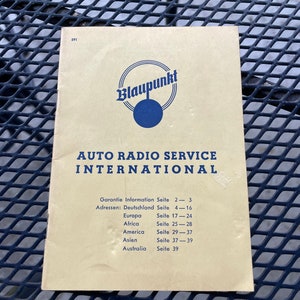 591
Blaupunkt
AUTO RADIO SERVICE
INTERNATIONAL
Garantie Information Seite 2 — 3
Adressen: Deutschland Seite 4 — 16
Europa Seite 17 — 24
Africa Seite 25 — 28
America Seite 29 — 37
Asien Seite 37 — 39
Australia Seite 39